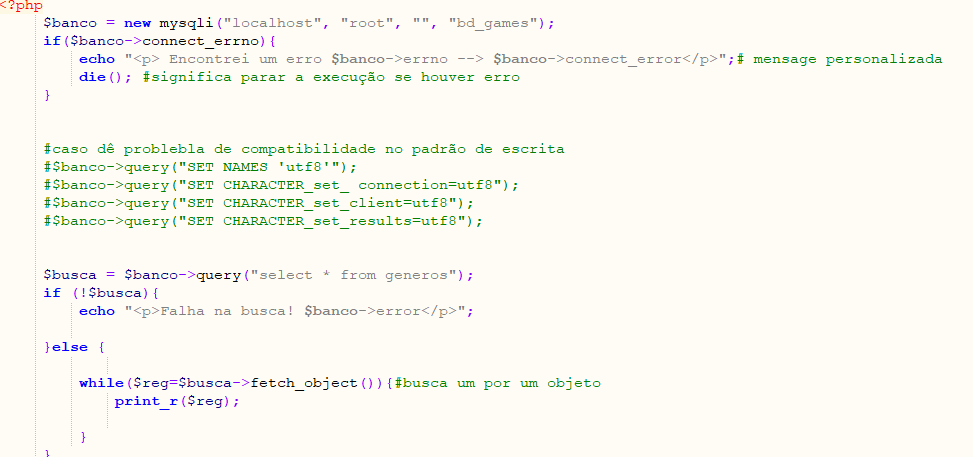 <?php
$banco = new mysqli("localhost", "root", "", "bd_games");
if($banco->connect_errno){
echo "<p> Encontrei um erro $banco->errno --> $banco->connect_error</p>";# mensage personalizada
die(); #significa parar a execução se houver erro
}
#caso dê problebla de compatibilidade no padrão de escrita
#$banco->query("SET NAMES 'utf8'");
#$banco->query("SET CHARACTER_set_ connection=utf8");
#$banco->query("SET CHARACTER_set_client=utf8");
#$banco->query("SET CHARACTER_set_results=utf8");
$busca = $banco->query("select * from generos");
if (!$busca){
echo "<p>Falha na busca! $banco->error</p>";
}else {
while($reg=$busca->fetch_object()){#busca um por um objeto
print_r($reg);
}
}